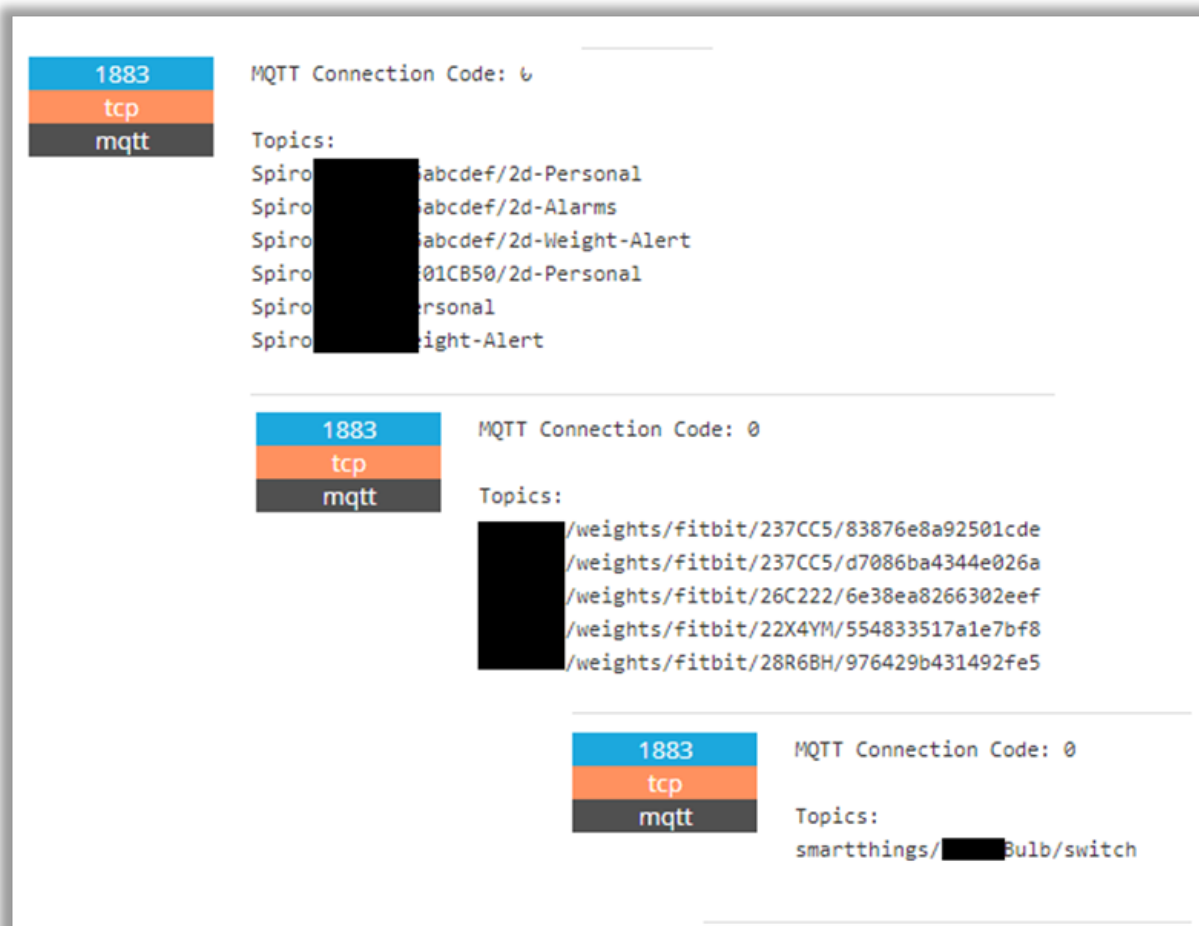 1883
tcp
mqtt
MQTT Connection Code:
Topics:
Spiro abcdef/2d-Personal
Spiro abcdef/2d-Alarms
Spiro abcdef/2d-Weight-Alert
Spiro 01CB50/2d-Personal
Spiro ersonal
Spiro ight-Alert
1883
tcp
mqtt
MQTT Connection Code: 0
Topics:
/weights/fitbit/237CC5/83876e8a92501cde
/weights/fitbit/237CC5/d7086ba4344e026a
/weights/fitbit/26C222/6e38ea8266302eef
/weights/fitbit/22X4YM/554833517a1e7bf8
/weights/fitbit/28R6BH/976429b431492fe5
1883
tcp
mqtt
MQTT Connection Code: 0
Topics:
smartthings/ Bulb/switch